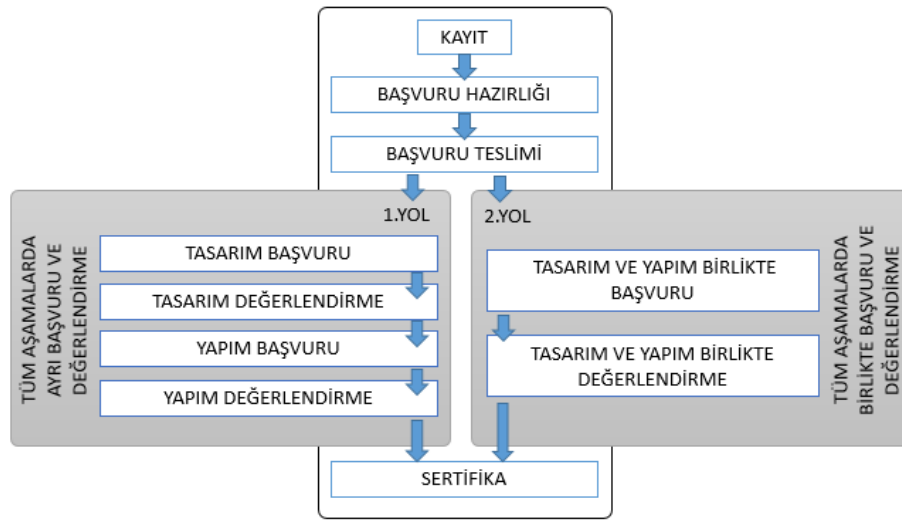 KAYIT
BAŞVURU HAZIRLIĞI
BAŞVURU TESLİMİ
1.YOL
TÜM AŞAMALARDA
AYRI BAŞVURU VE
DEĞERLENDİRME
TASARIM BAŞVURU
TASARIM DEĞERLENDİRME
YAPIM BAŞVURU
YAPIM DEĞERLENDİRME
2.YOL
TASARIM VE YAPIM BİRLİKTE
BAŞVURU
TASARIM VE YAPIM BİRLİKTE
DEĞERLENDİRME
TÜM AŞAMALARDA
BİRLİKTE BAŞVURU VE
DEĞERLENDİRME
SERTİFİKA